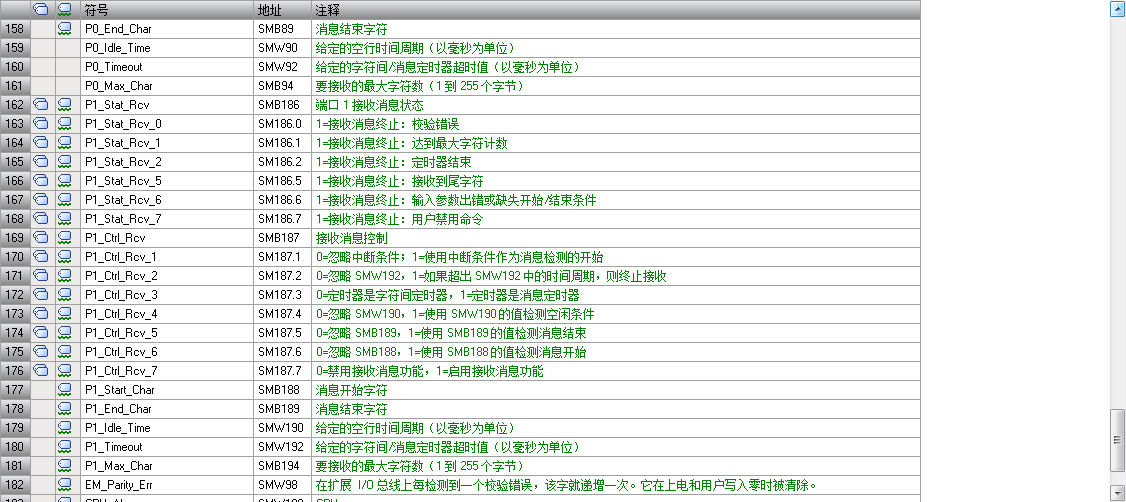 符号 地址 注释
158 P0_End_Char SMB89 消息结束字符
159 P0_Idle_Time SMW90 给定的空行时间周期（以毫秒为单位）
160 P0_Timeout SMW92 给定的字符间/消息定时器超时值（以毫秒为单位）
161 P0_Max_Char SMB94 要接收的最大字符数（1 到 255 个字节）
162 P1_Stat_Rcv SMB186 端口 1 接收消息状态
163 P1_Stat_Rcv_0 SM186.0 1=接收消息终止：校验错误
164 P1_Stat_Rcv_1 SM186.1 1=接收消息终止：达到最大字符计数
165 P1_Stat_Rcv_2 SM186.2 1=接收消息终止：定时器结束
166 P1_Stat_Rcv_5 SM186.5 1=接收消息终止：接收到尾字符
167 P1_Stat_Rcv_6 SM186.6 1=接收消息终止：输入参数出错或缺失开始/结束条件
168 P1_Stat_Rcv_7 SM186.7 1=接收消息终止：用户禁用命令
169 P1_Ctrl_Rcv SMB187 接收消息控制
170 P1_Ctrl_Rcv_1 SM187.1 0=忽略中断条件；1=使用中断条件作为消息检测的开始
171 P1_Ctrl_Rcv_2 SM187.2 0=忽略 SMW192，1=如果超出 SMW192 中的时间周期，则终止接收
172 P1_Ctrl_Rcv_3 SM187.3 0=定时器是字符间定时器，1=定时器是消息定时器
173 P1_Ctrl_Rcv_4 SM187.4 0=忽略 SMW190，1=使用 SMW190 的值检测空闲条件
174 P1_Ctrl_Rcv_5 SM187.5 0=忽略 SMB189，1=使用 SMB189 的值检测消息结束
175 P1_Ctrl_Rcv_6 SM187.6 0=忽略 SMB188，1=使用 SMB188 的值检测消息开始
176 P1_Ctrl_Rcv_7 SM187.7 0=禁用接收消息功能，1=启用接收消息功能
177 P1_Start_Char SMB188 消息开始字符
178 P1_End_Char SMB189 消息结束字符
179 P1_Idle_Time SMW190 给定的空行时间周期（以毫秒为单位）
180 P1_Timeout SMW192 给定的字符间/消息定时器超时值（以毫秒为单位）
181 P1_Max_Char SMB194 要接收的最大字符数（1 到 255 个字节）
182 EM_Parity_Err SMW98 在扩展 I/O 总线上每检测到一个校验错误，该字就递增一次。它在上电和用户写入零时被清除。